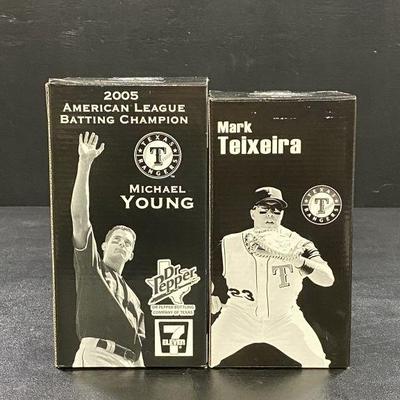 2005
AMERICAN LEAGUE
BATTING CHAMPION
TEXAS
T
RANGERS
MICHAEL
YOUNG
Dr Pepper
DR PEPPER BOTTLING
COMPANY OF TEXAS
7
ELEVEN
Mark
Teixeira
TEXAS
T
RANGERS
T
23